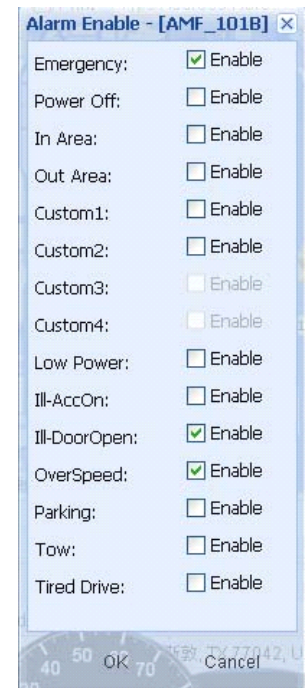 Alarm Enable - [AMF_101B]
Emergency: Enable
Power Off: Enable
In Area: Enable
Out Area: Enable
Custom1: Enable
Custom2: Enable
Custom3: Enable
Custom4: Enable
Low Power: Enable
Ill-AccOn: Enable
Ill-DoorOpen: Enable
OverSpeed: Enable
Parking: Enable
Tow: Enable
Tired Drive: Enable
TX 77042, U
OK Cancel
40 50 70